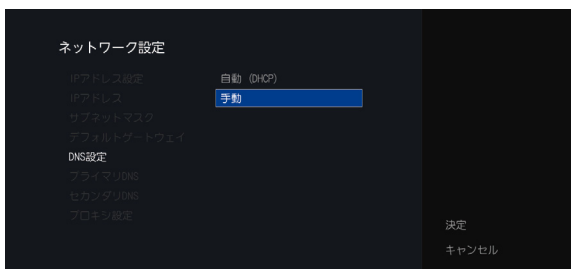 ネットワーク設定
IPアドレス設定
自動 (DHCP)
IPアドレス
手動
サブネットマスク
デフォルトゲートウェイ
DNS設定
プライマリDNS
セカンダリDNS
プロキシ設定
決定
キャンセル